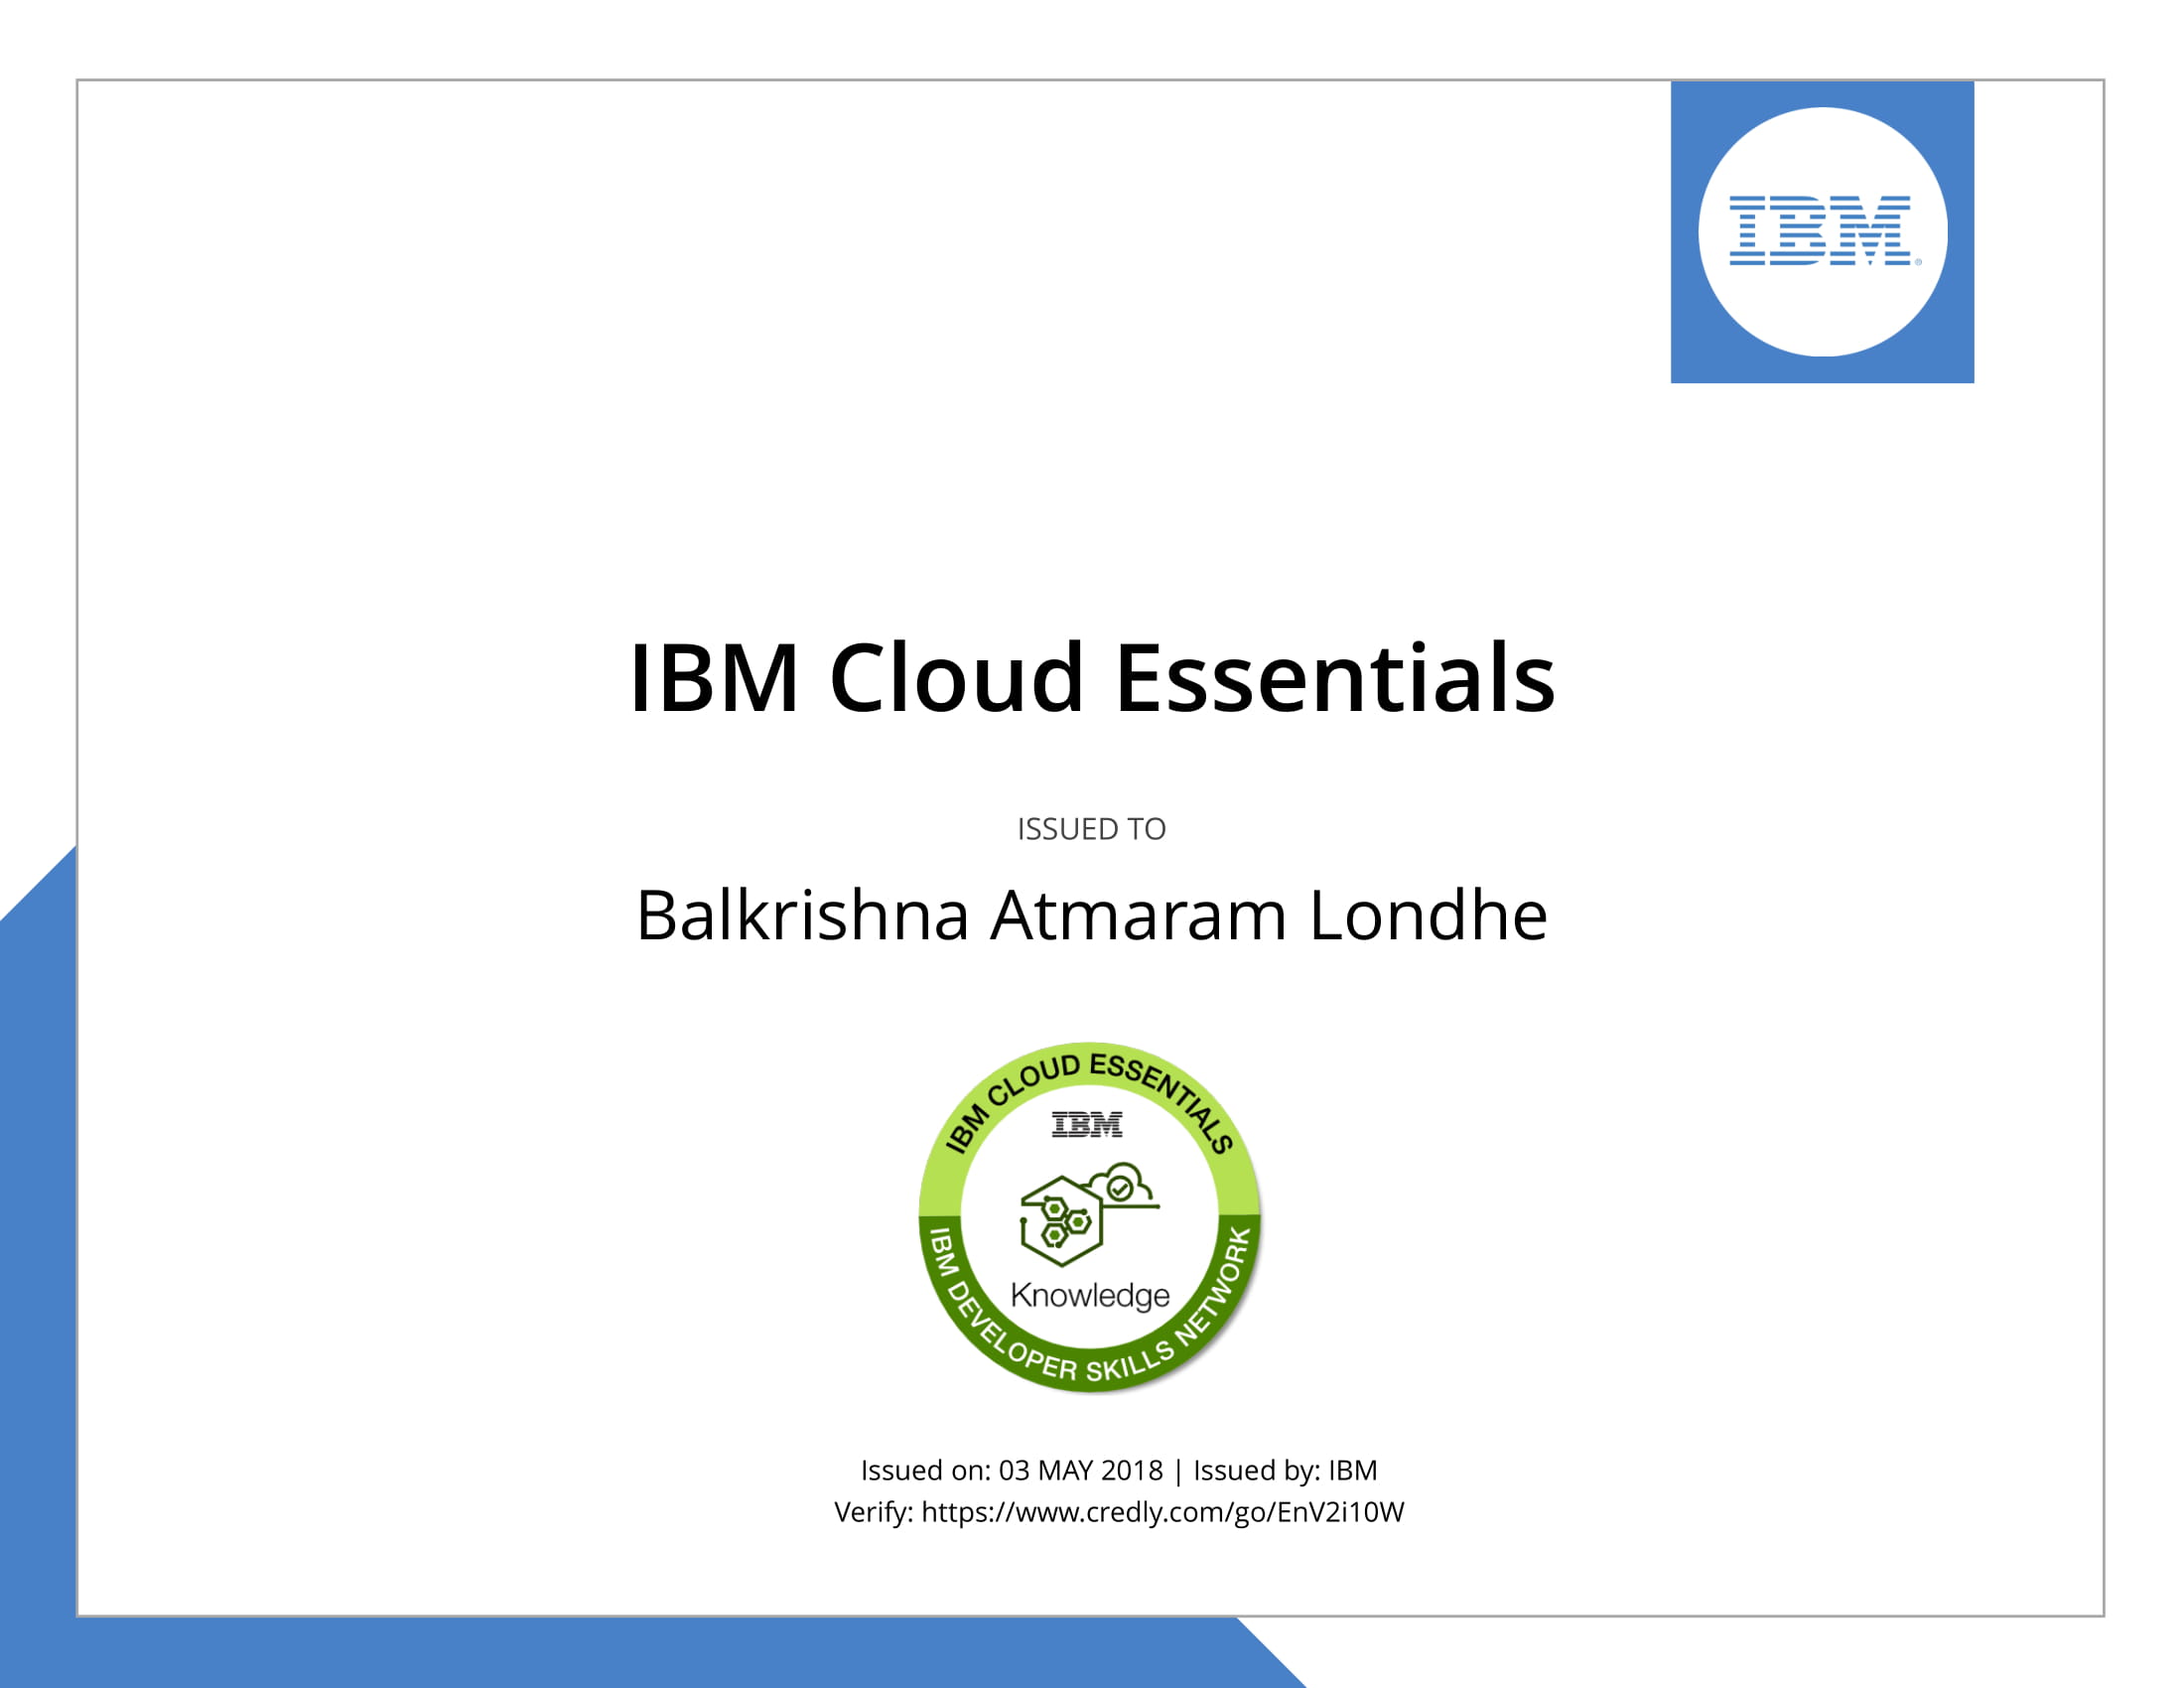 IBM®
IBM Cloud Essentials
ISSUED TO
Balkrishna Atmaram Londhe
IBM CLOUD ESSENTIALS
IBM
Knowledge
IBM DEVELOPER SKILLS NETWORK
Issued on: 03 MAY 2018 | Issued by: IBM
Verify: https://www.credly.com/go/EnV2i10W